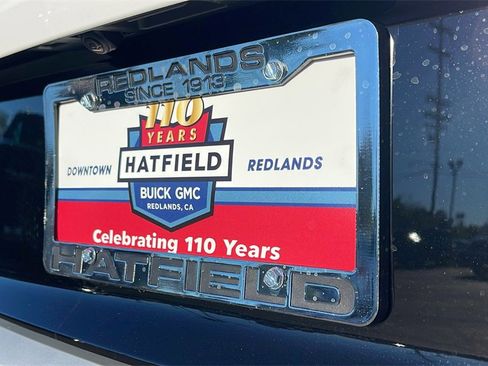 REDLANDS
SINCE 1913
110
YEARS
DOWNTOWN HATFIELD REDLANDS
BUICK GMC
REDLANDS, CA
Celebrating 110 Years
HATFIELD